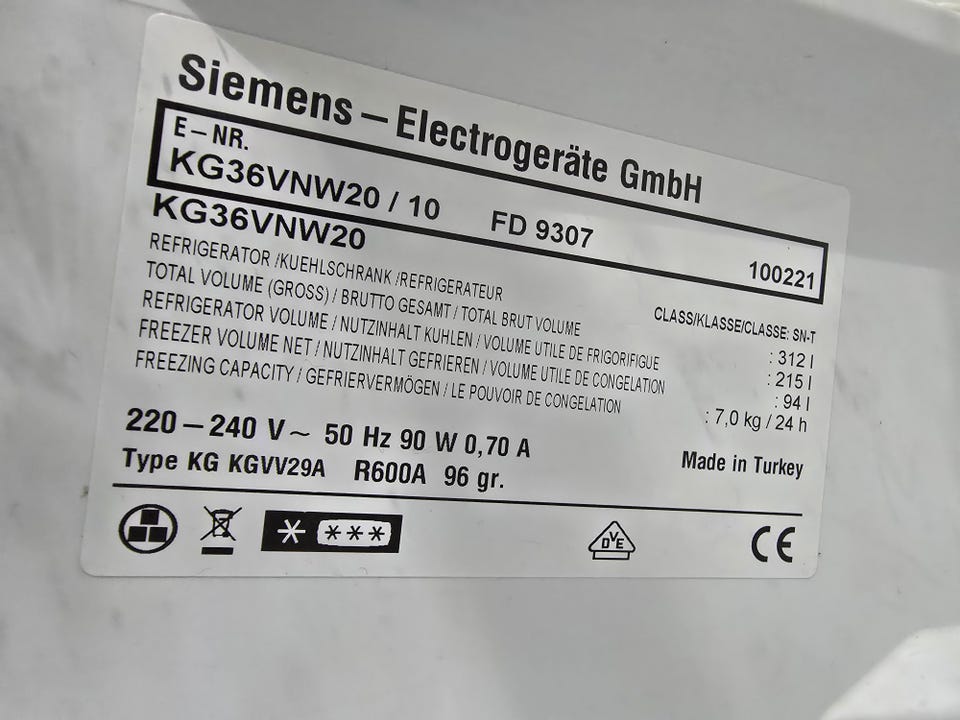 Siemens – Electrogeräte GmbH
E – NR.
KG36VNW20 / 10 FD 9307 100221
KG36VNW20
REFRIGERATOR /KUEHLSCHRANK /REFRIGERATEUR CLASS/KLASSE/CLASSE: SN-T
TOTAL VOLUME (GROSS) / BRUTTO GESAMT / TOTAL BRUT VOLUME : 312 l
REFRIGERATOR VOLUME / NUTZINHALT KUHLEN / VOLUME UTILE DE FRIGORIFIGUE : 215 l
FREEZER VOLUME NET / NUTZINHALT GEFRIEREN / VOLUME UTILE DE CONGELATION : 94 l
FREEZING CAPACITY / GEFRIERVERMÖGEN / LE POUVOIR DE CONGELATION : 7,0 kg / 24 h
220 – 240 V ~ 50 Hz 90 W 0,70 A
Type KG KGVV29A R600A 96 gr. Made in Turkey
* *** DVE CE